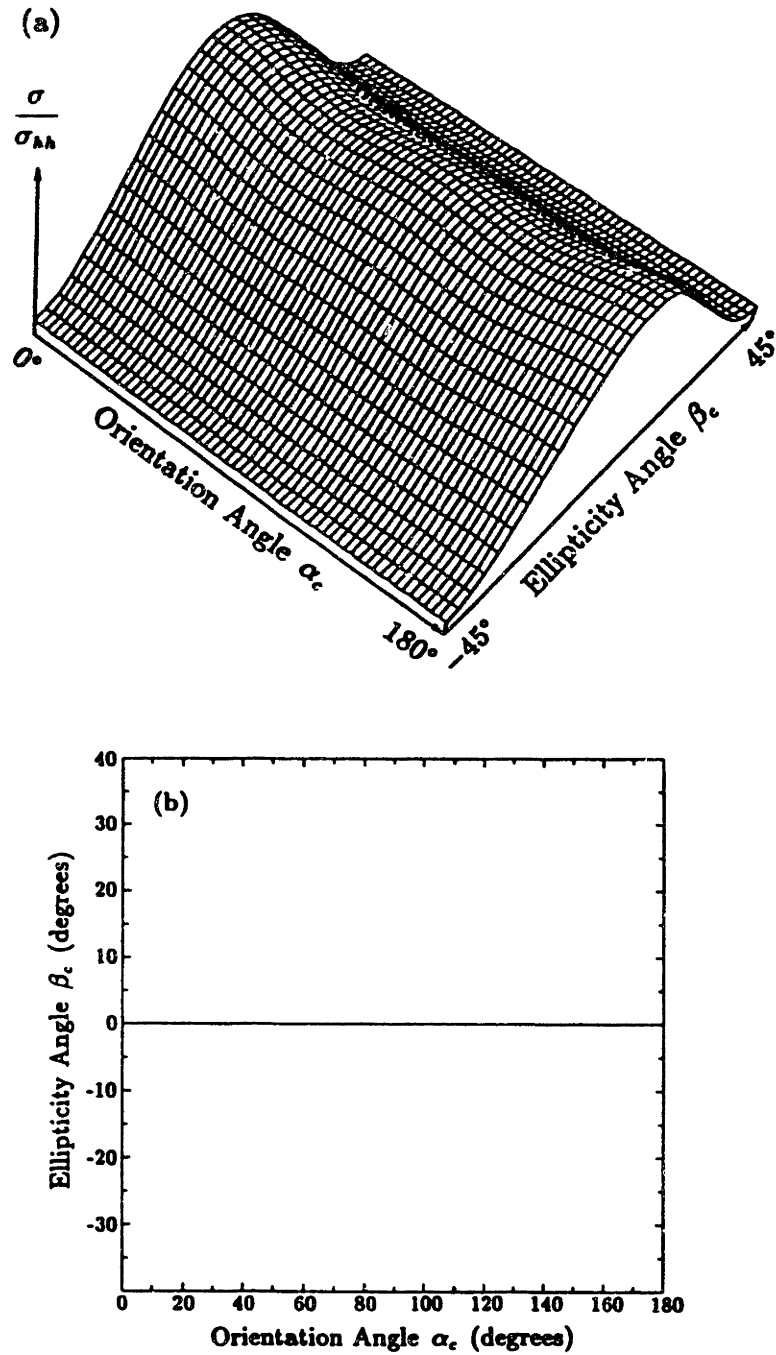 (a)
σ
σhh
0°
Orientation Angle αc
180°
-45°
Ellipticity Angle βc
45°
(b)
40
30
20
10
0
-10
-20
-30
Ellipticity Angle βc (degrees)
0 20 40 60 80 100 120 140 160 180
Orientation Angle αc (degrees)